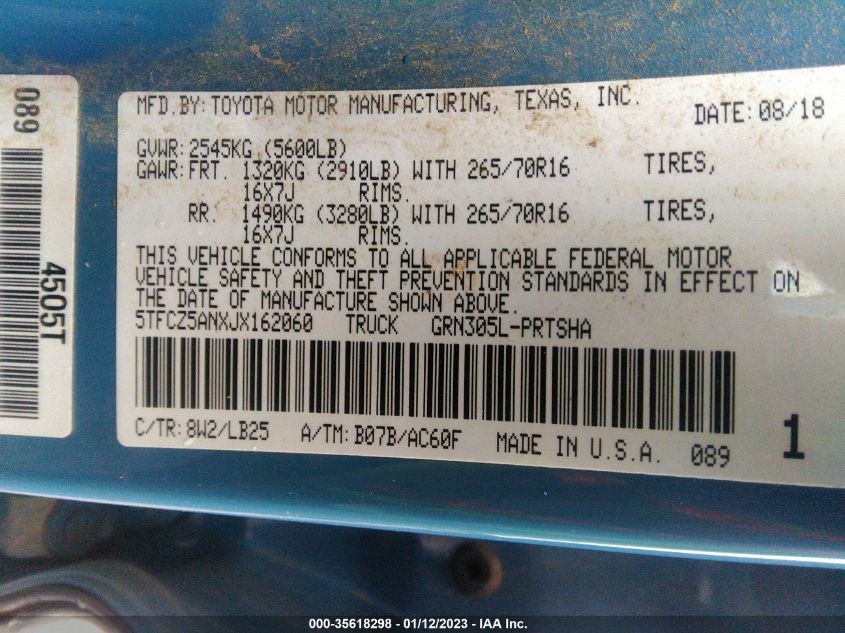 089
4505T
MFD.BY:TOYOTA MOTOR MANUFACTURING, TEXAS, INC. DATE:08/18
GVWR:2545KG (5600LB)
GAWR:FRT. 1320KG (2910LB) WITH 265/70R16 TIRES,
16X7J RIMS.
RR. 1490KG (3280LB) WITH 265/70R16 TIRES,
16X7J RIMS.
THIS VEHICLE CONFORMS TO ALL APPLICABLE FEDERAL MOTOR
VEHICLE SAFETY AND THEFT PREVENTION STANDARDS IN EFFECT ON
THE DATE OF MANUFACTURE SHOWN ABOVE.
5TFCZ5ANXJX162060 TRUCK GRN305L-PRTSHA
C/TR:8W2/LB25 A/TM:B07B/AC60F MADE IN U.S.A. 089
1
000-35618298 - 01/12/2023 - IAA Inc.